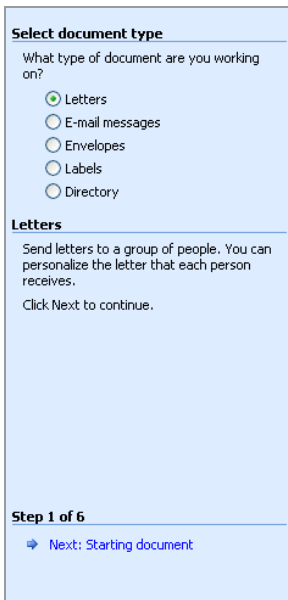 Select document type
What type of document are you working
on?
Letters
E-mail messages
Envelopes
Labels
Directory
Letters
Send letters to a group of people. You can
personalize the letter that each person
receives.
Click Next to continue.
Step 1 of 6
Next: Starting document